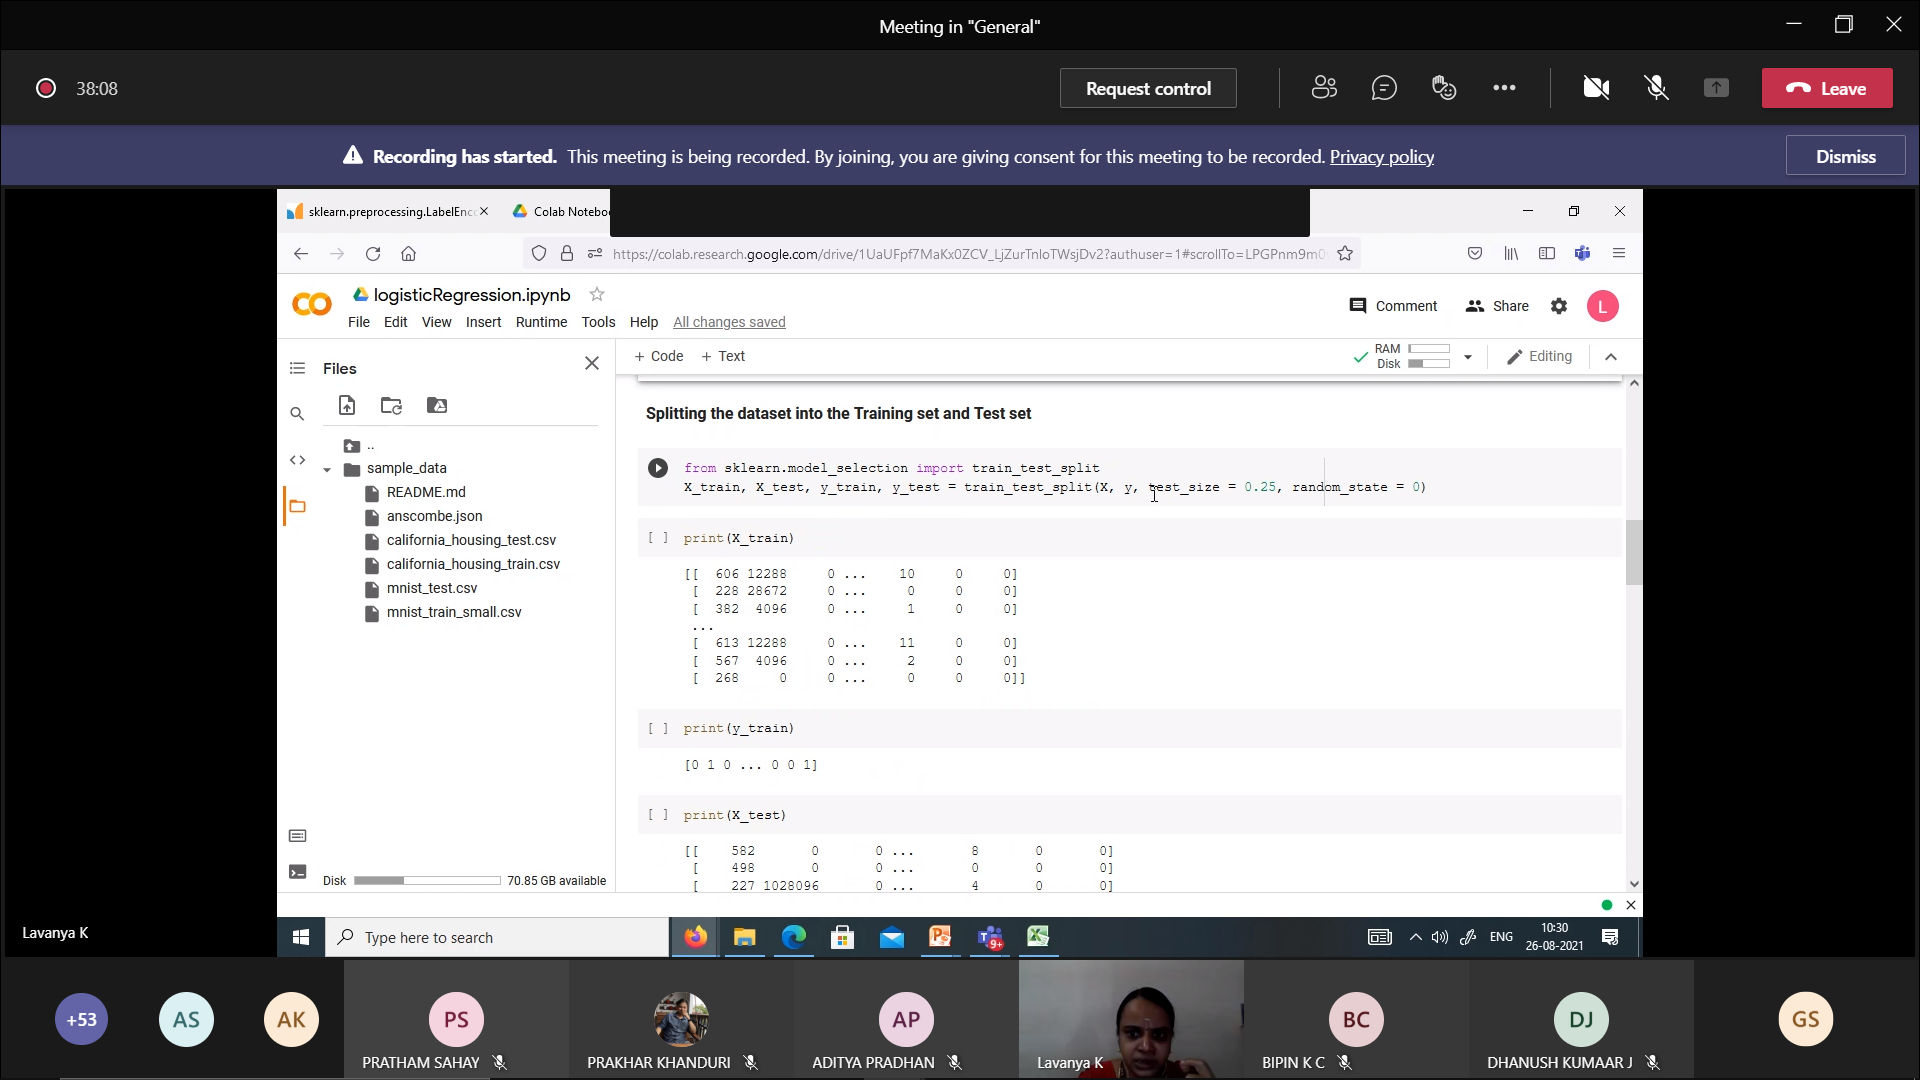 Meeting in "General"
38:08
Request control
Leave
Recording has started. This meeting is being recorded. By joining, you are giving consent for this meeting to be recorded. Privacy policy
Dismiss
sklearn.preprocessing.LabelEnc
Colab Notebo
https://colab.research.google.com/drive/1UaUFpf7MaKx0ZCV_LjZurTnloTWsjDv2?authuser=1#scrollTo=LPGPnm9m0
CO
logisticRegression.ipynb
Comment
Share
L
File Edit View Insert Runtime Tools Help All changes saved
Files
+ Code + Text
RAM
Disk
Editing
..
sample_data
README.md
anscombe.json
california_housing_test.csv
california_housing_train.csv
mnist_test.csv
mnist_train_small.csv
Disk
70.85 GB available
Splitting the dataset into the Training set and Test set
from sklearn.model_selection import train_test_split
X_train, X_test, y_train, y_test = train_test_split(X, y, test_size = 0.25, random_state = 0)
[ ] print(X_train)
[[ 606 12288 0 ... 10 0 0]
[ 228 28672 0 ... 0 0 0]
[ 382 4096 0 ... 1 0 0]
...
[ 613 12288 0 ... 11 0 0]
[ 567 4096 0 ... 2 0 0]
[ 268 0 0 ... 0 0 0]]
[ ] print(y_train)
[0 1 0 ... 0 0 1]
[ ] print(X_test)
[[ 582 0 0 ... 8 0 0]
[ 498 0 0 ... 0 0 0]
[ 227 1028096 0 ... 4 0 0]
Lavanya K
Type here to search
9+
ENG
10:30
26-08-2021
+53
AS
AK
PS
PRATHAM SAHAY
PRAKHAR KHANDURI
AP
ADITYA PRADHAN
Lavanya K
BC
BIPIN K C
DJ
DHANUSH KUMAAR J
GS